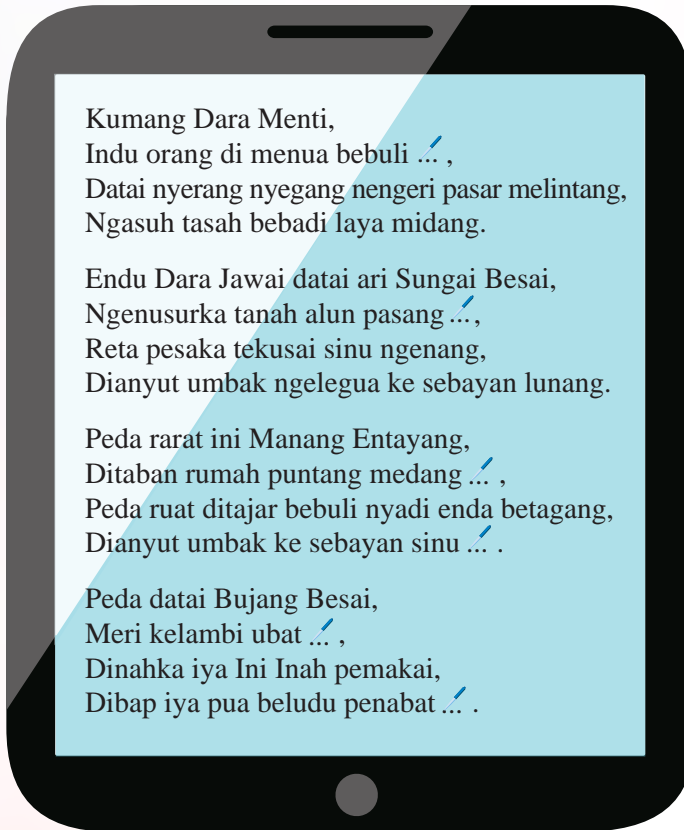 Kumang Dara Menti,
Indu orang di menua bebuli ... ,
Datai nyerang nyegang nengeri pasar melintang,
Ngasuh tasah bebadi laya midang.
Endu Dara Jawai datai ari Sungai Besai,
Ngenusurka tanah alun pasang ...,
Reta pesaka tekusai sinu ngenang,
Dianyut umbak ngelegua ke sebayan lunang.
Peda rarat ini Manang Entayang,
Ditaban rumah puntang medang ... ,
Peda ruat ditajar bebuli nyadi enda betagang,
Dianyut umbak ke sebayan sinu ... .
Peda datai Bujang Besai,
Meri kelambi ubat ... ,
Dinahka iya Ini Inah pemakai,
Dibap iya pua beludu penabat ... .